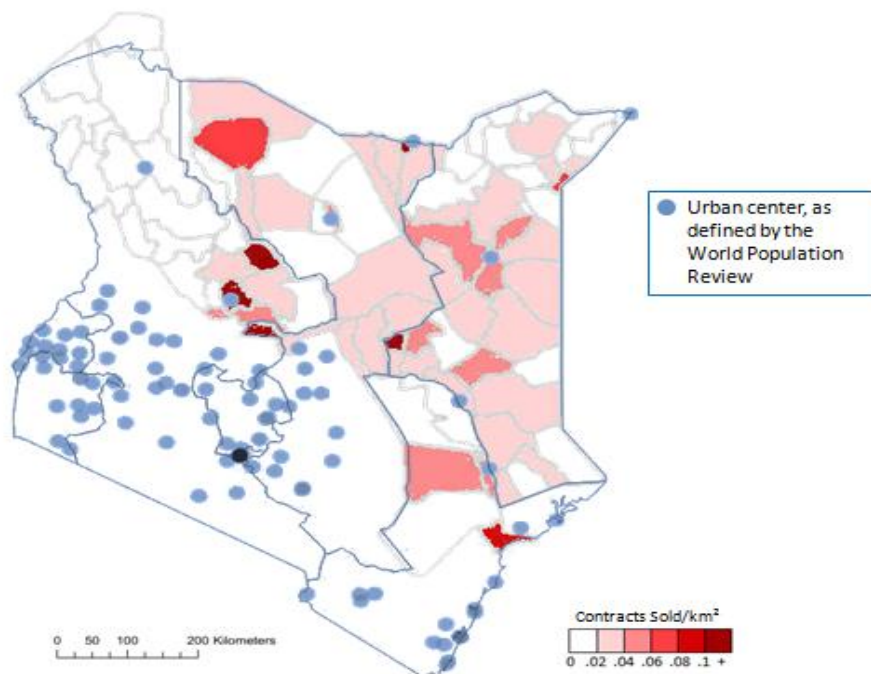 Urban center, as
defined by the
World Population
Review
Contracts Sold/km²
0 .02 .04 .06 .08 .1 +
0 50 100 200 Kilometers